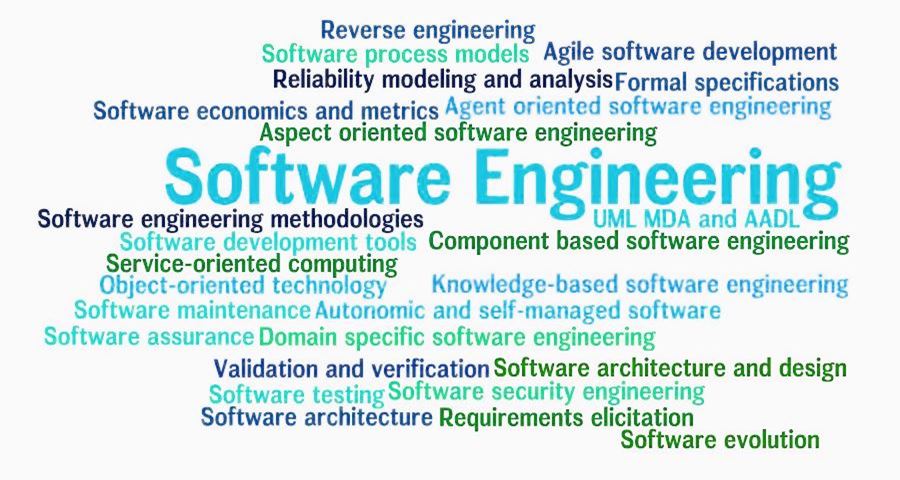 Reverse engineering
Software process models Agile software development
Reliability modeling and analysis Formal specifications
Software economics and metrics Agent oriented software engineering
Aspect oriented software engineering
Software Engineering
Software engineering methodologies UML MDA and AADL
Software development tools Component based software engineering
Service-oriented computing
Object-oriented technology Knowledge-based software engineering
Software maintenance Autonomic and self-managed software
Software assurance Domain specific software engineering
Validation and verification Software architecture and design
Software testing Software security engineering
Software architecture Requirements elicitation
Software evolution